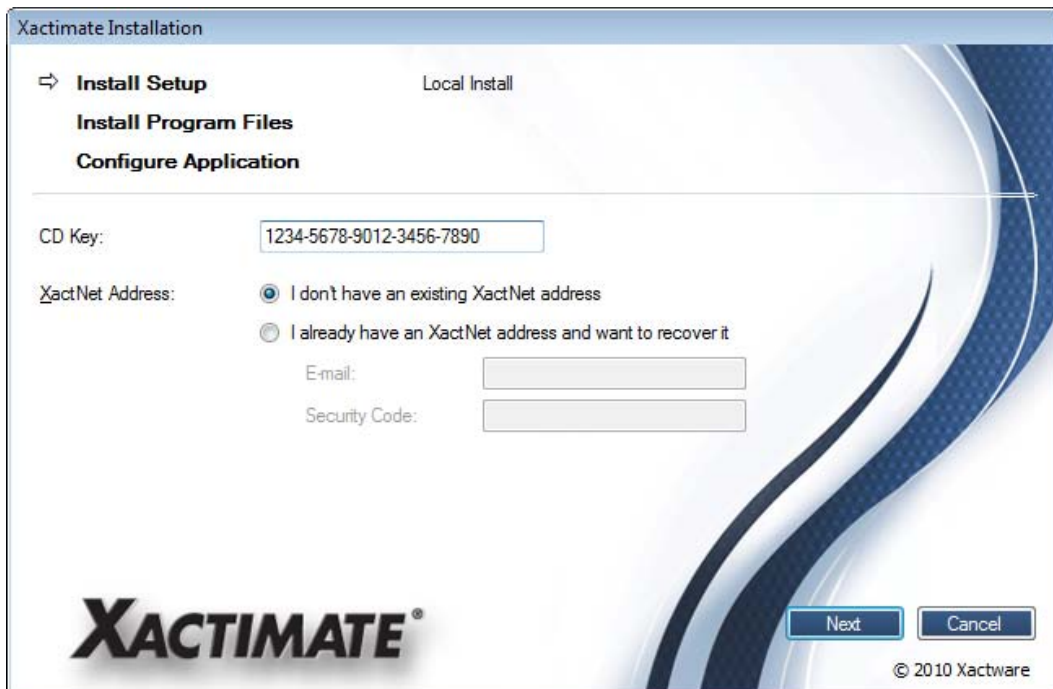 Xactimate Installation
⇨ Install Setup Local Install
Install Program Files
Configure Application
CD Key: 1234-5678-9012-3456-7890
XactNet Address: I don't have an existing XactNet address
I already have an XactNet address and want to recover it
E-mail:
Security Code:
XACTIMATE®
Next Cancel
© 2010 Xactware